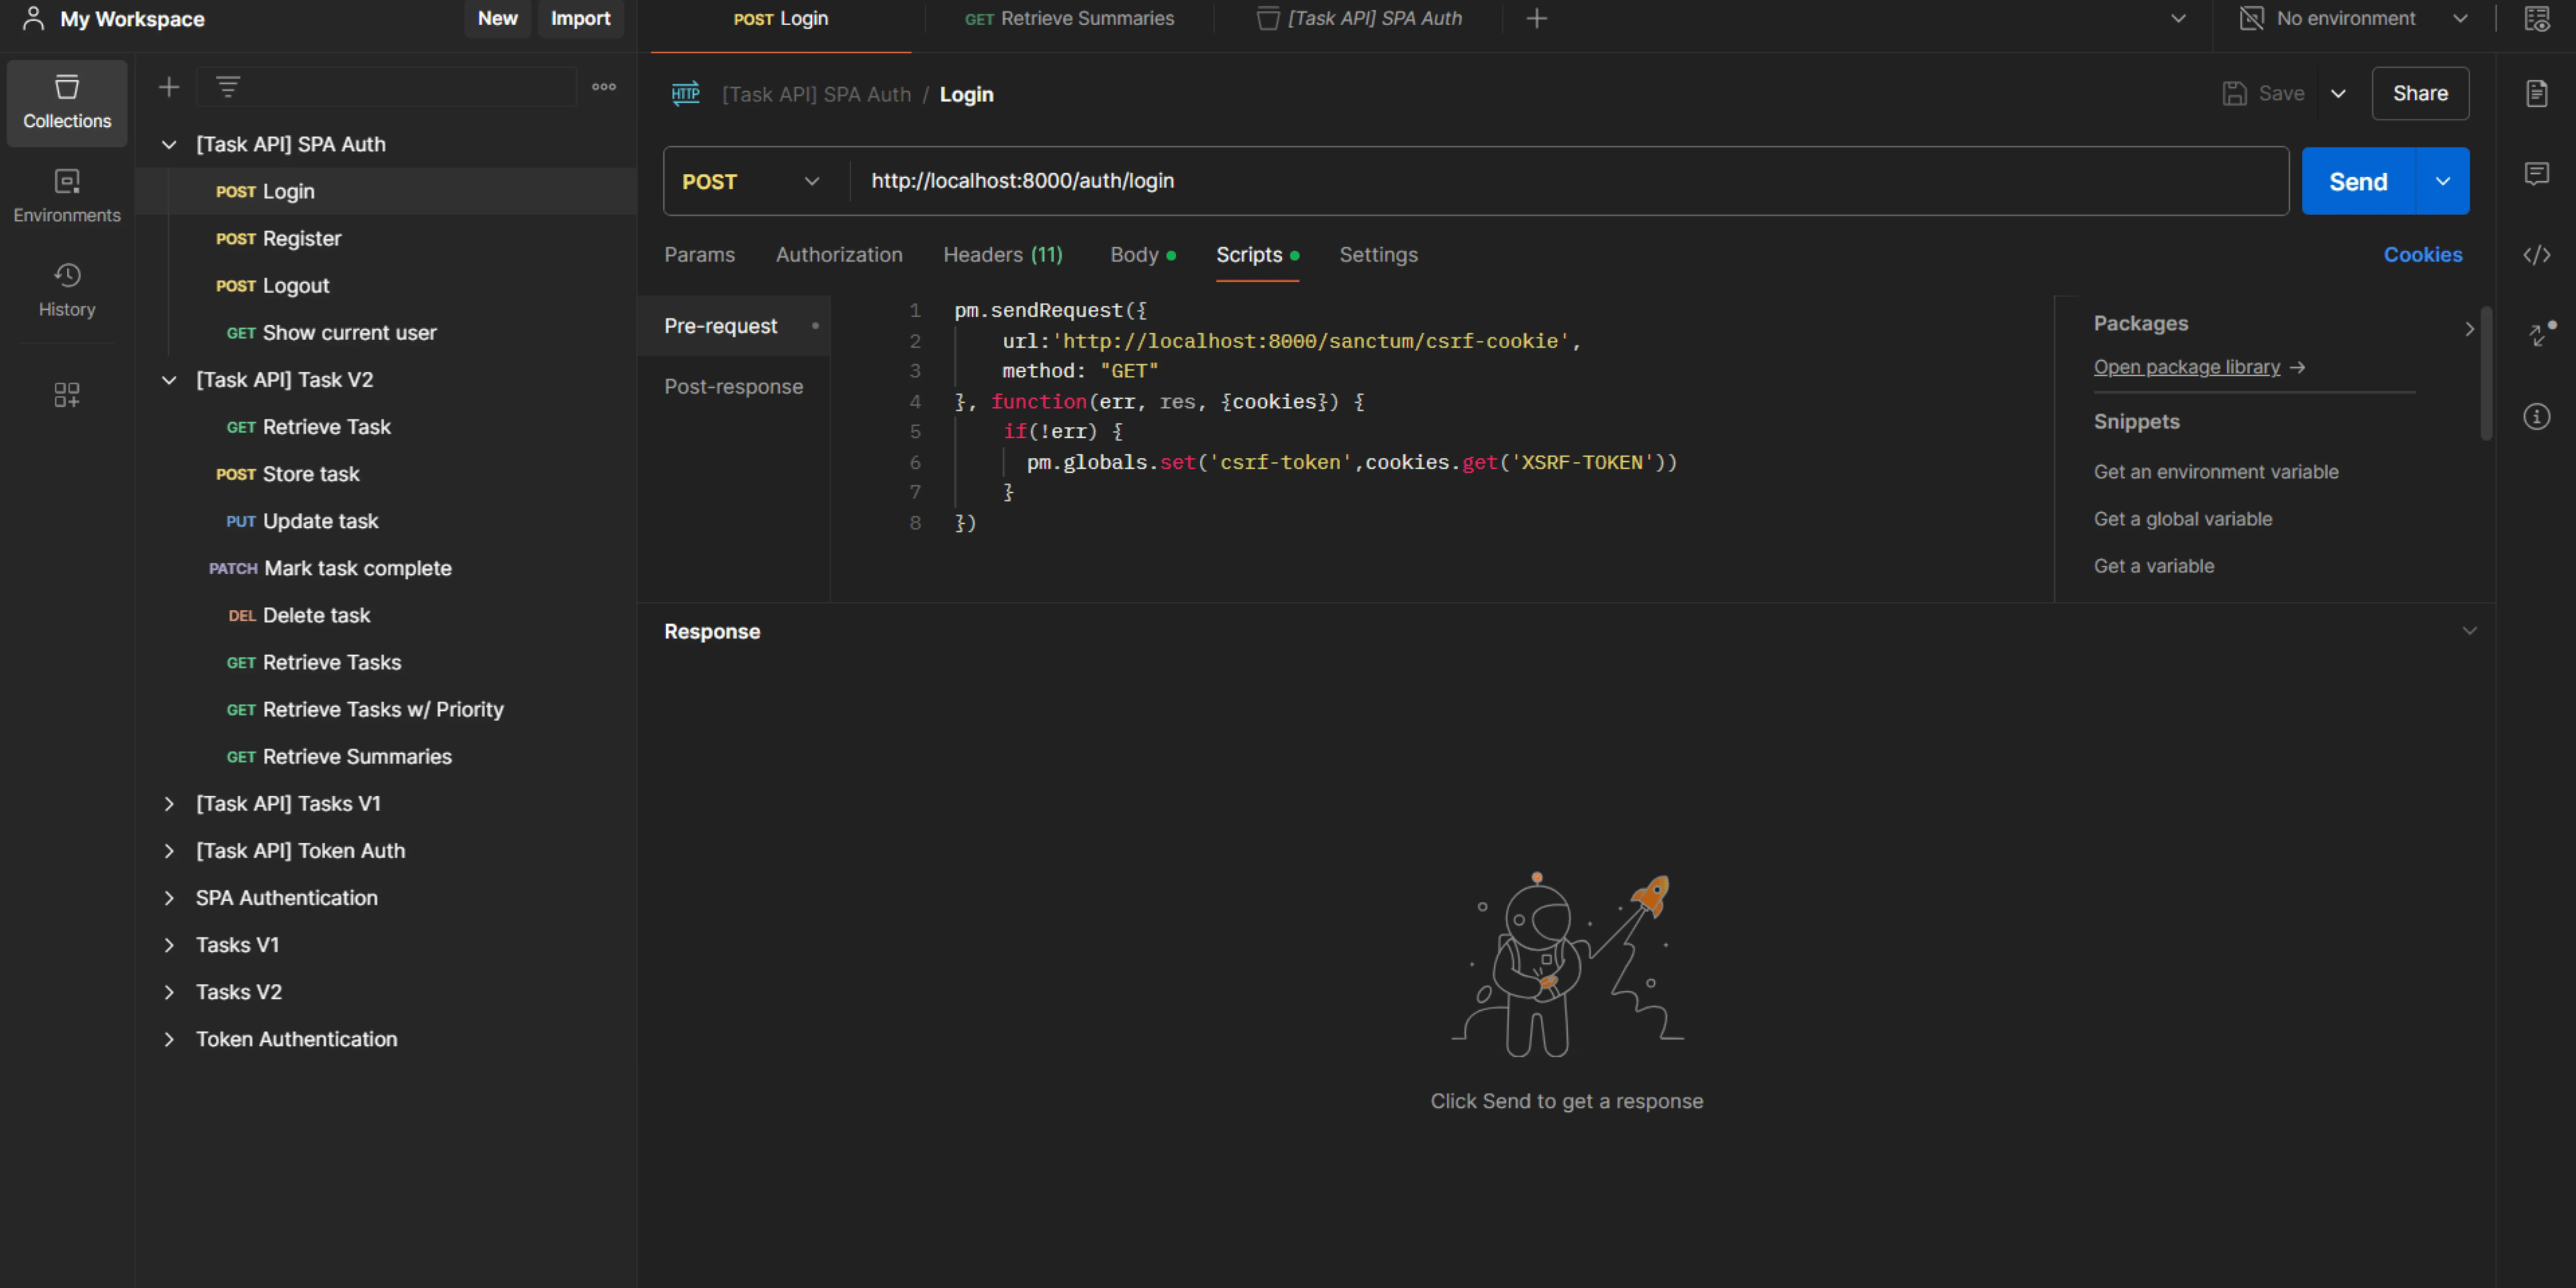 My Workspace
New
Import
POST Login
GET Retrieve Summaries
[Task API] SPA Auth
No environment
Collections
Environments
History
[Task API] SPA Auth
POST Login
POST Register
POST Logout
GET Show current user
[Task API] Task V2
GET Retrieve Task
POST Store task
PUT Update task
PATCH Mark task complete
DEL Delete task
GET Retrieve Tasks
GET Retrieve Tasks w/ Priority
GET Retrieve Summaries
[Task API] Tasks V1
[Task API] Token Auth
SPA Authentication
Tasks V1
Tasks V2
Token Authentication
HTTP [Task API] SPA Auth / Login
Save
Share
POST http://localhost:8000/auth/login
Send
Params Authorization Headers (11) Body Scripts Settings
Cookies
Pre-request
Post-response
1 pm.sendRequest({
2 url:'http://localhost:8000/sanctum/csrf-cookie',
3 method: "GET"
4 }, function(err, res, {cookies}) {
5 if(!err) {
6 pm.globals.set('csrf-token',cookies.get('XSRF-TOKEN'))
7 }
8 })
Packages
Open package library →
Snippets
Get an environment variable
Get a global variable
Get a variable
Response
Click Send to get a response